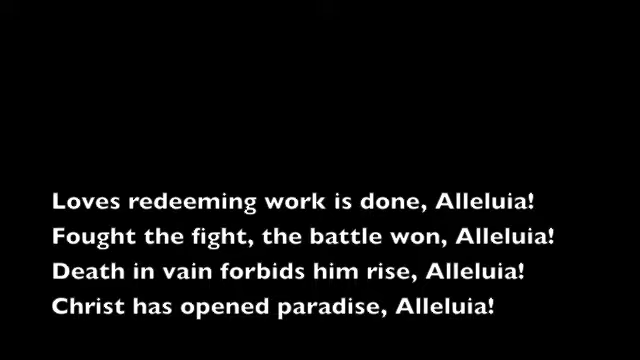 Loves redeeming work is done, Alleluia!
Fought the fight, the battle won, Alleluia!
Death in vain forbids him rise, Alleluia!
Christ has opened paradise, Alleluia!